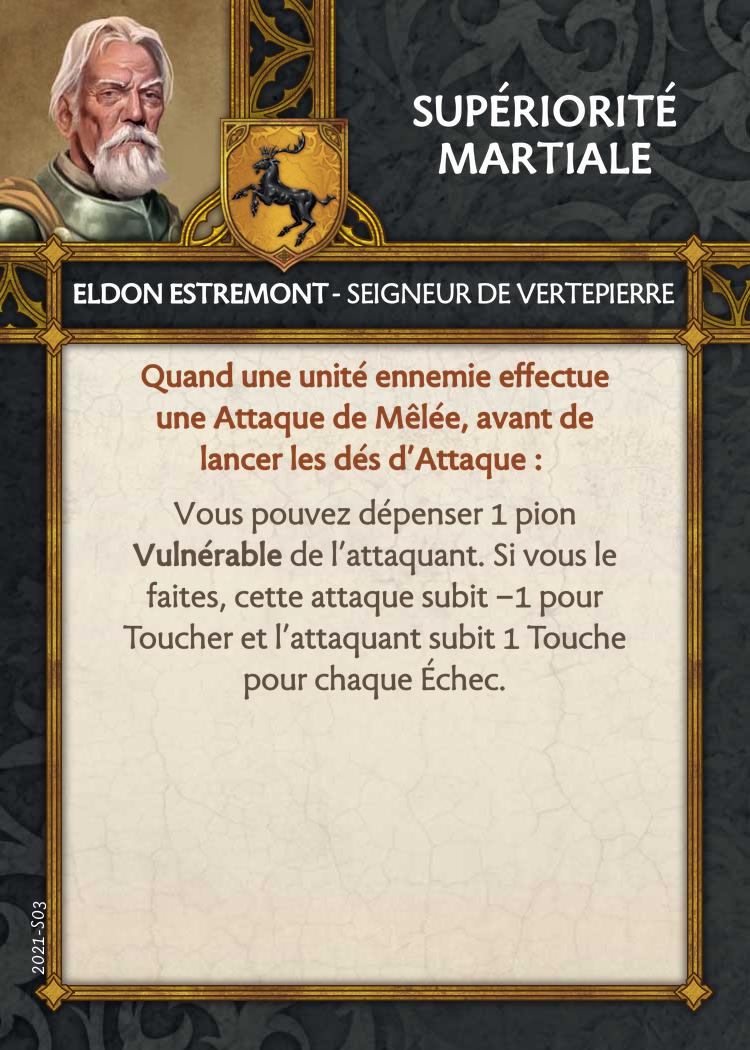 SUPÉRIORITÉ
MARTIALE
ELDON ESTREMONT - SEIGNEUR DE VERTEPIERRE
Quand une unité ennemie effectue
une Attaque de Mêlée, avant de
lancer les dés d'Attaque :
Vous pouvez dépenser 1 pion
Vulnérable de l'attaquant. Si vous le
faites, cette attaque subit –1 pour
Toucher et l'attaquant subit 1 Touche
pour chaque Échec.
2021-S03